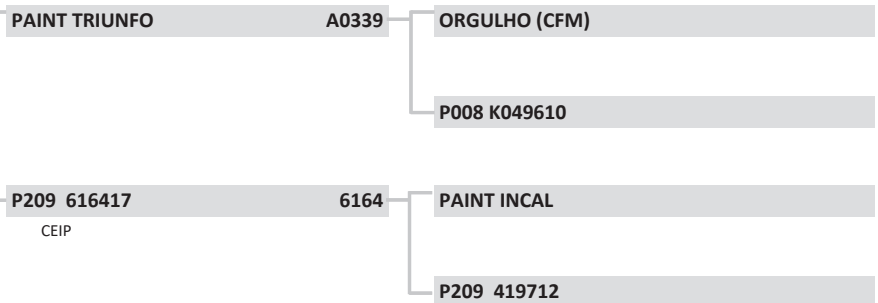 PAINT TRIUNFO A0339 ORGULHO (CFM)
P008 K049610
P209 616417 6164 PAINT INCAL
CEIP
P209 419712